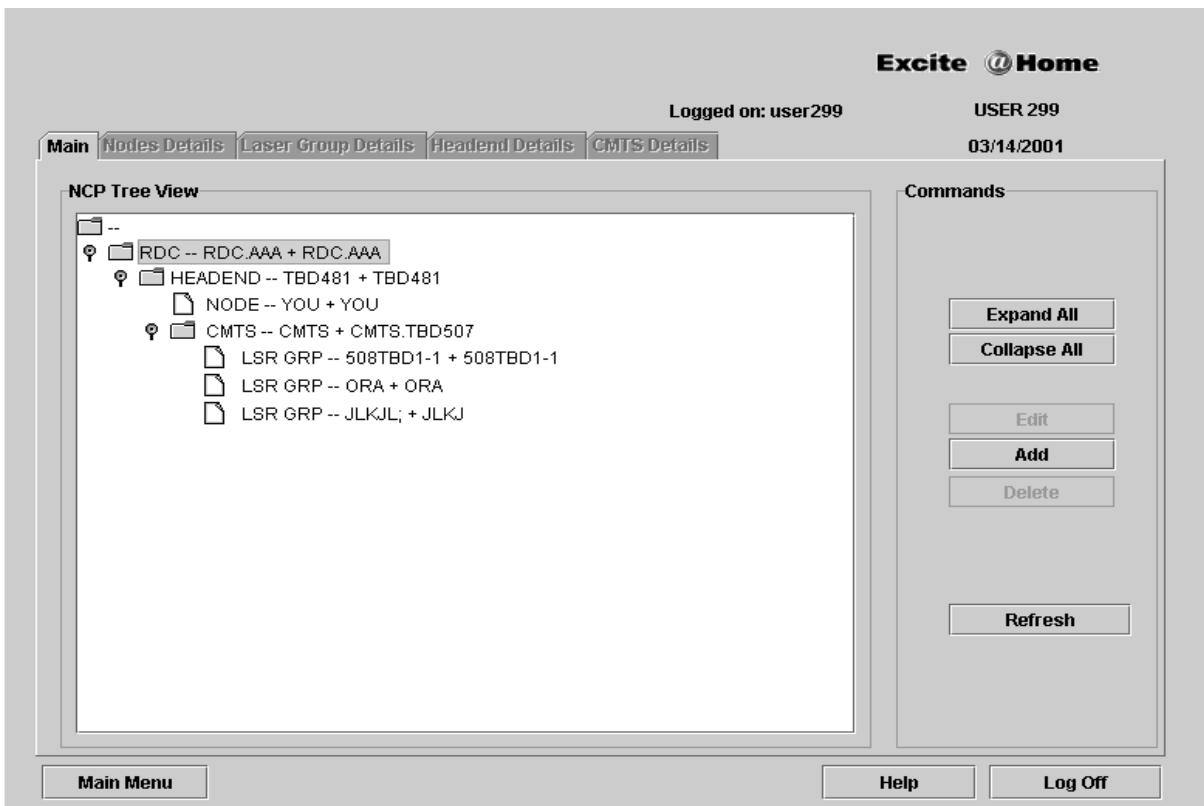 Excite @Home
Logged on: user299 USER 299
Main Nodes Details Laser Group Details Headend Details CMTS Details 03/14/2001
NCP Tree View
--
RDC -- RDC.AAA + RDC.AAA
HEADEND -- TBD481 + TBD481
NODE -- YOU + YOU
CMTS -- CMTS + CMTS.TBD507
LSR GRP -- 508TBD1-1 + 508TBD1-1
LSR GRP -- ORA + ORA
LSR GRP -- JLKJL; + JLKJ
Commands
Expand All
Collapse All
Edit
Add
Delete
Refresh
Main Menu Help Log Off